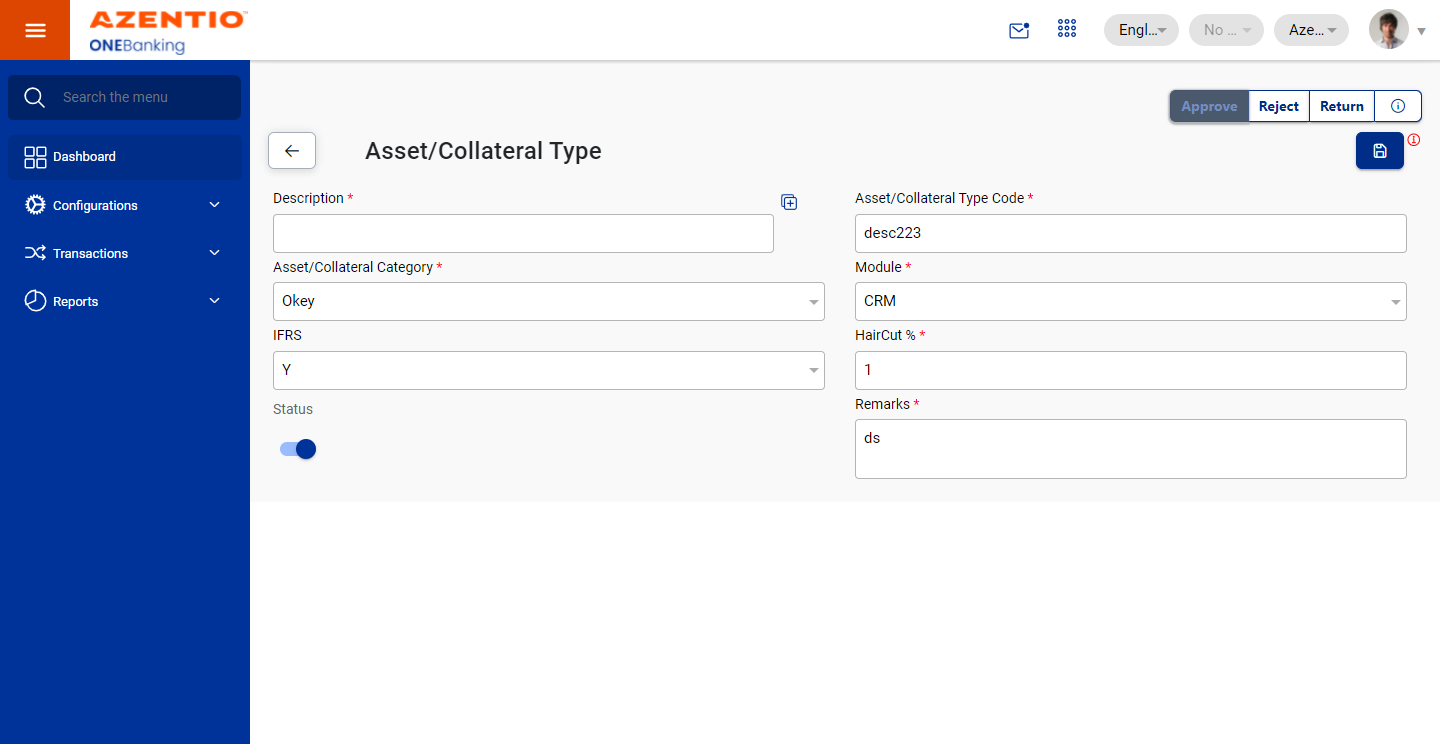 AZENTIO™
ONEBanking
Engl...
No ...
Aze...
Search the menu
Dashboard
Configurations
Transactions
Reports
Approve
Reject
Return
Asset/Collateral Type
Description *
Asset/Collateral Type Code *
desc223
Asset/Collateral Category *
Okey
Module *
CRM
IFRS
Y
HairCut % *
1
Status
Remarks *
ds